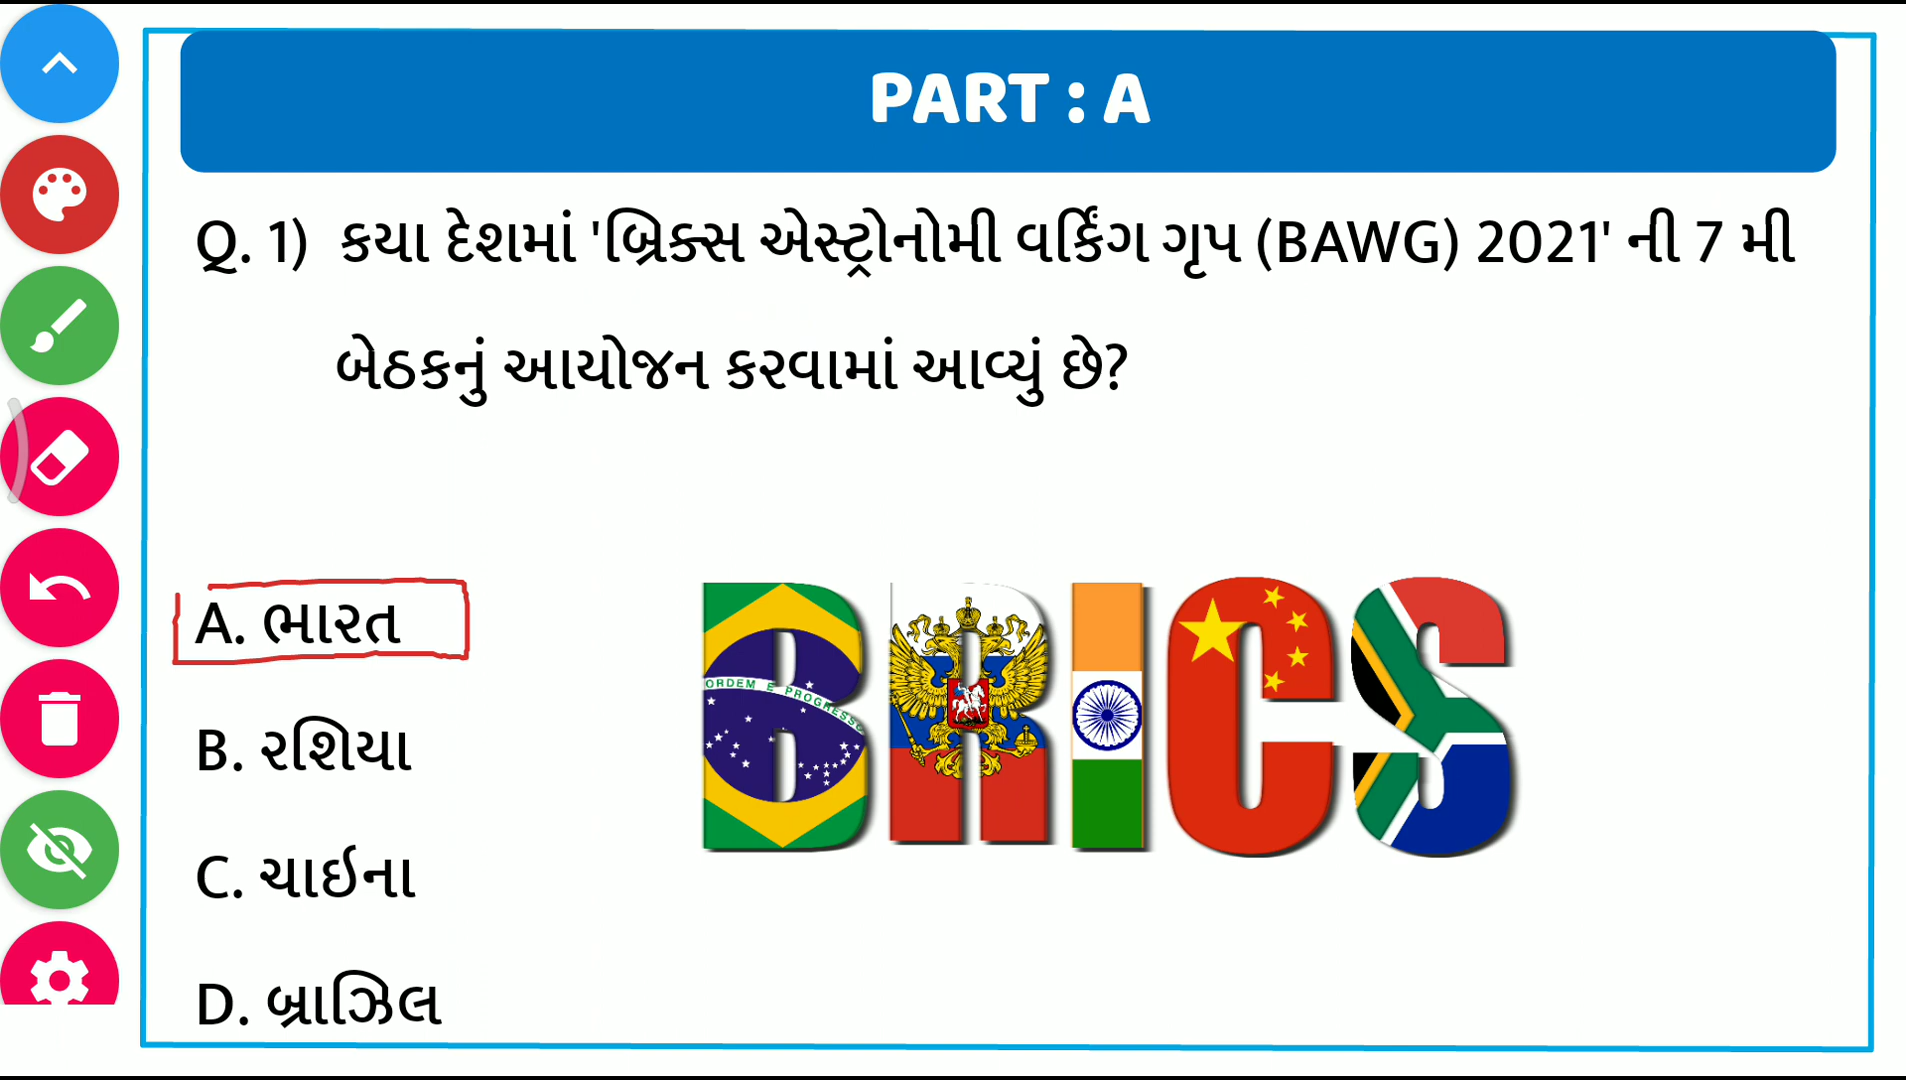 PART : A
Q. 1) કયા દેશમાં 'બ્રિક્સ એસ્ટ્રોનોમી વર્કિંગ ગૃપ (BAWG) 2021' ની 7 મી
બેઠકનું આયોજન કરવામાં આવ્યું છે?
A. ભારત
B. રશિયા
C. ચાઇના
D. બ્રાઝિલ
BRICS
ORDEM E PROGRESSO